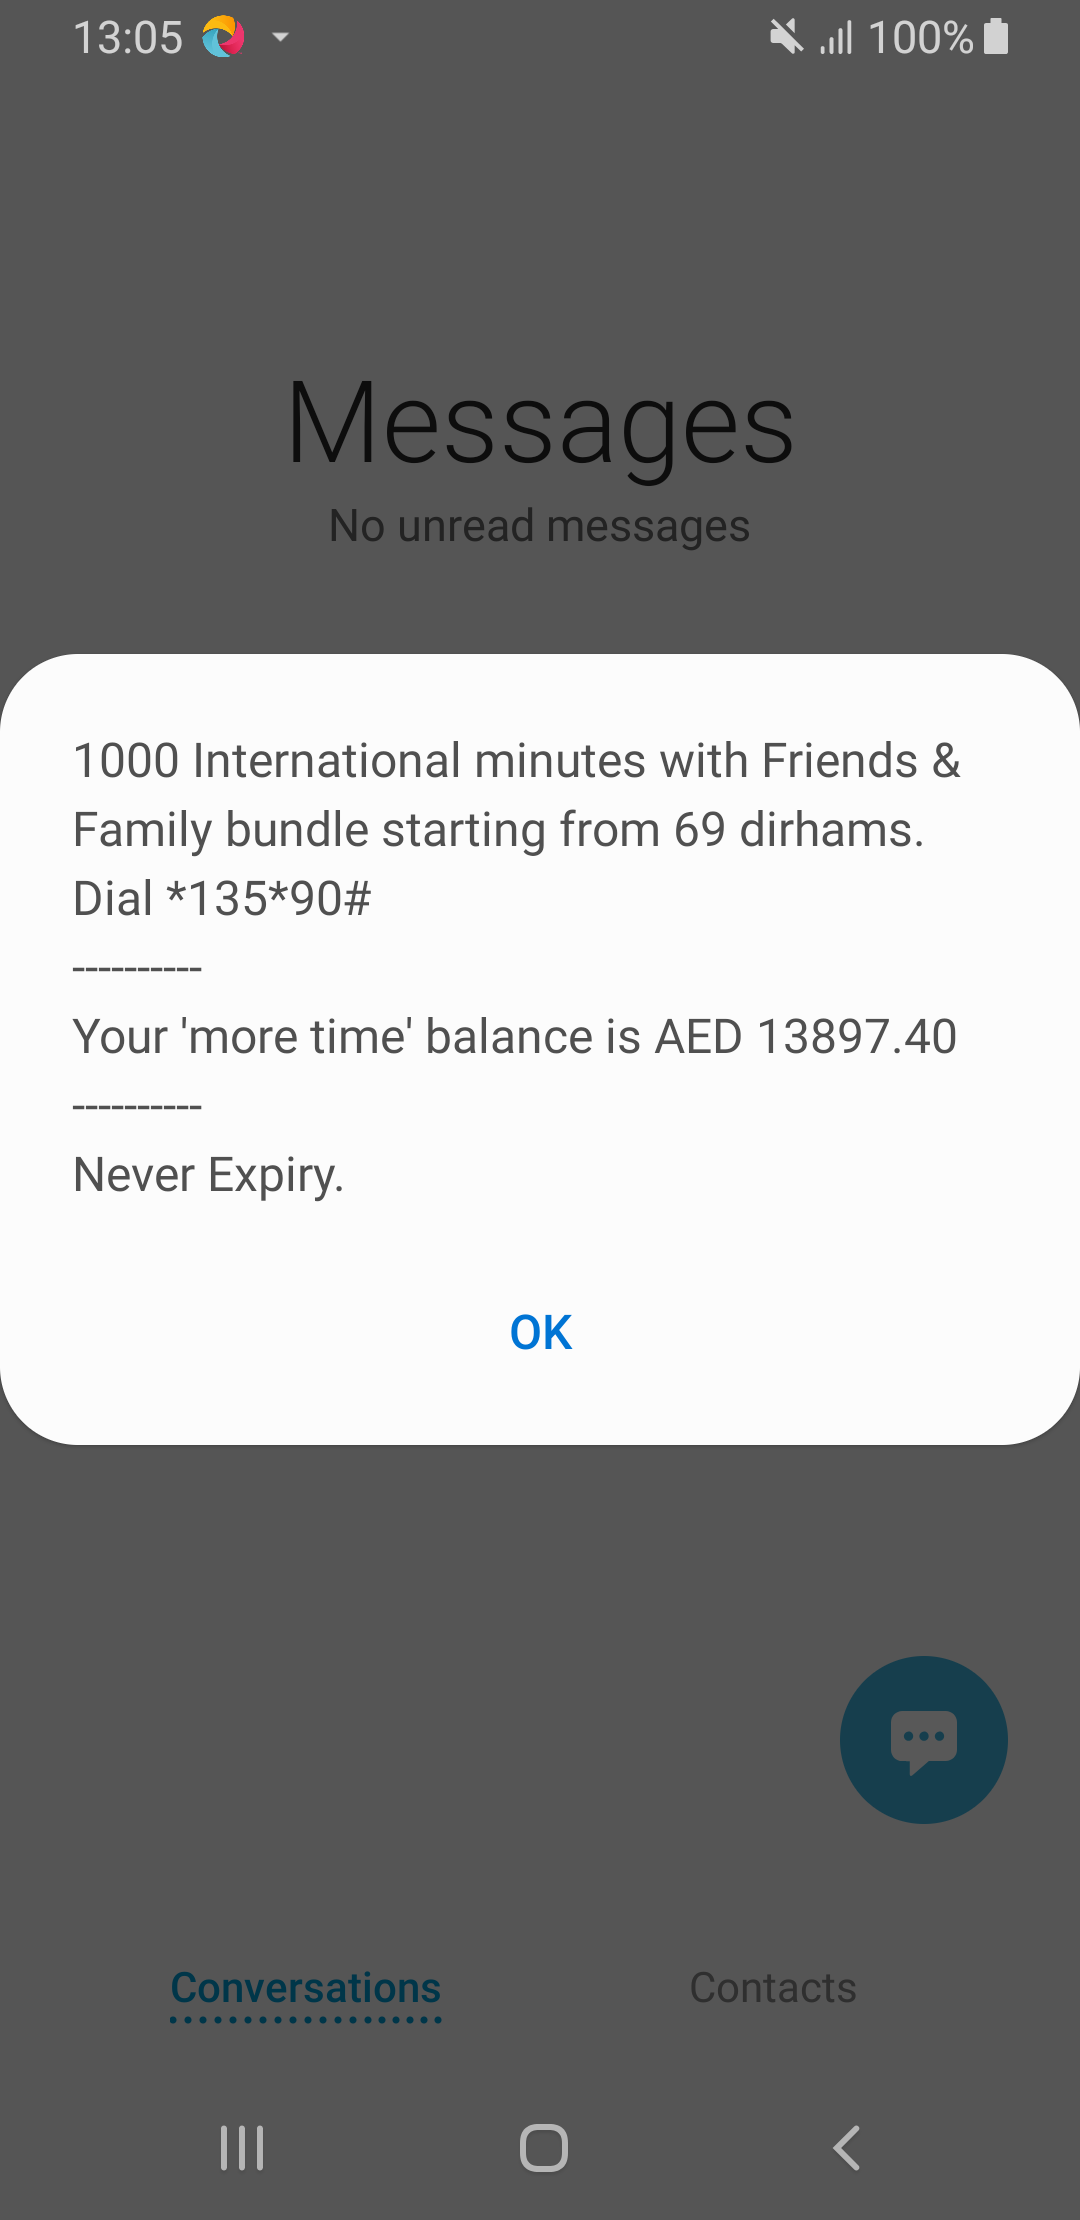 13:05
100%
Messages
No unread messages
1000 International minutes with Friends &
Family bundle starting from 69 dirhams.
Dial *135*90#
----------
Your 'more time' balance is AED 13897.40
----------
Never Expiry.
OK
Conversations
Contacts